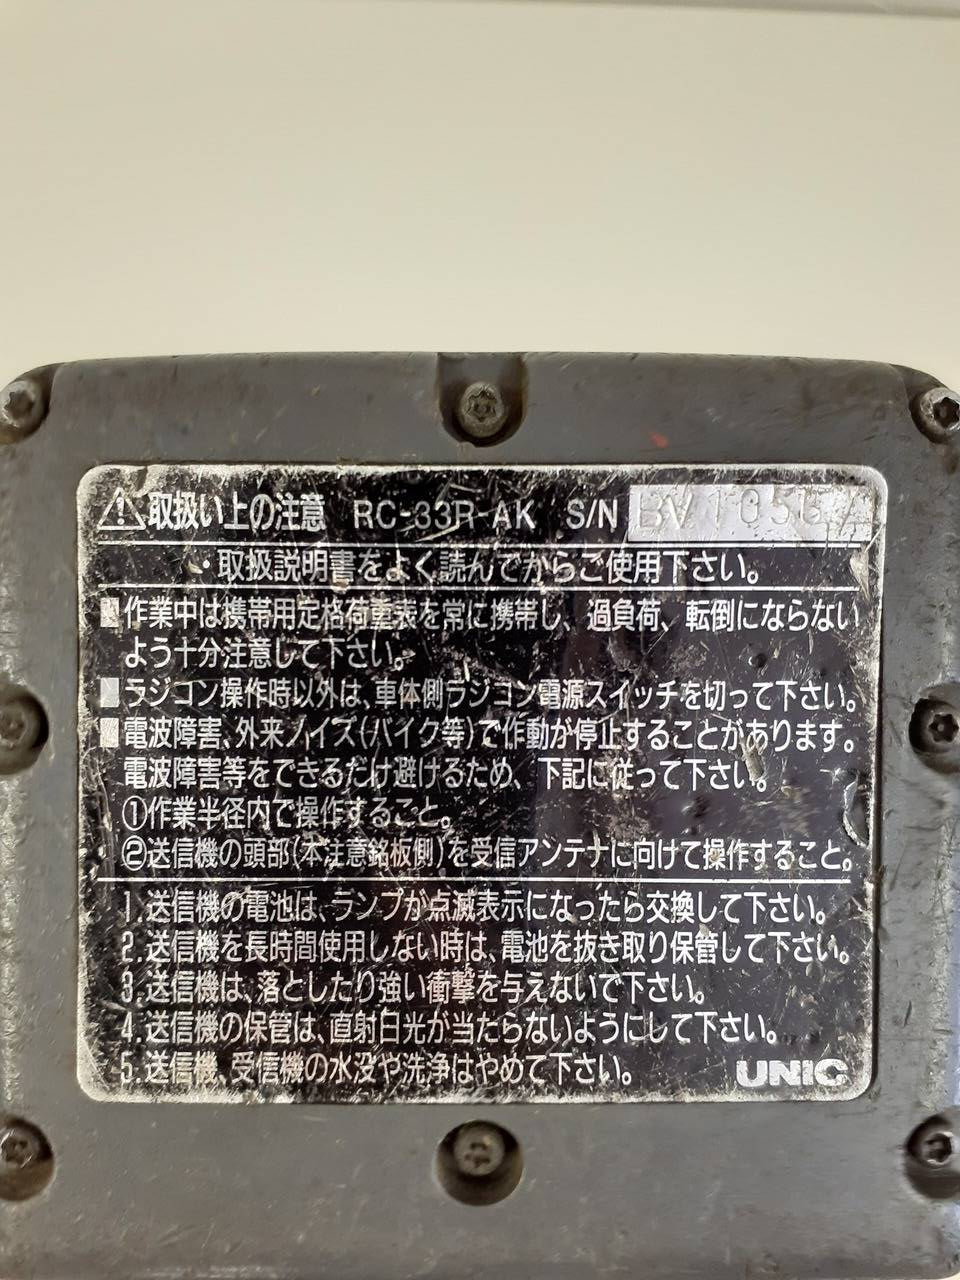 ⚠取扱い上の注意 RC-33R-AK S/N
・取扱説明書をよく読んでからご使用下さい。
■作業中は携帯用定格荷重表を常に携帯し、過負荷、転倒にならない
よう十分注意して下さい。
■ラジコン操作時以外は、車体側ラジコン電源スイッチを切って下さい。
■電波障害、外来ノイズ(バイク等)で作動が停止することがあります。
電波障害等をできるだけ避けるため、下記に従って下さい。
①作業半径内で操作すること。
②送信機の頭部(本注意銘板側)を受信アンテナに向けて操作すること。
1.送信機の電池は、ランプが点滅表示になったら交換して下さい。
2.送信機を長時間使用しない時は、電池を抜き取り保管して下さい。
3.送信機は、落としたり強い衝撃を与えないで下さい。
4.送信機の保管は、直射日光が当たらないようにして下さい。
5.送信機、受信機の水没や洗浄はやめて下さい。
UNIC